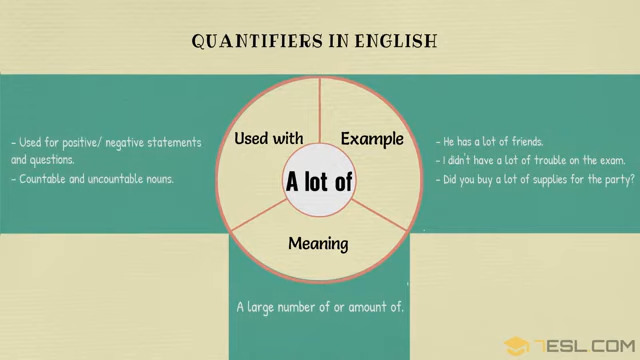 QUANTIFIERS IN ENGLISH
- Used for positive/ negative statements
and questions.
- Countable and uncountable nouns.
Used with
Example
A lot of
Meaning
- He has a lot of friends.
- I didn't have a lot of trouble on the exam.
- Did you buy a lot of supplies for the party?
A large number of or amount of.
7ESL.COM